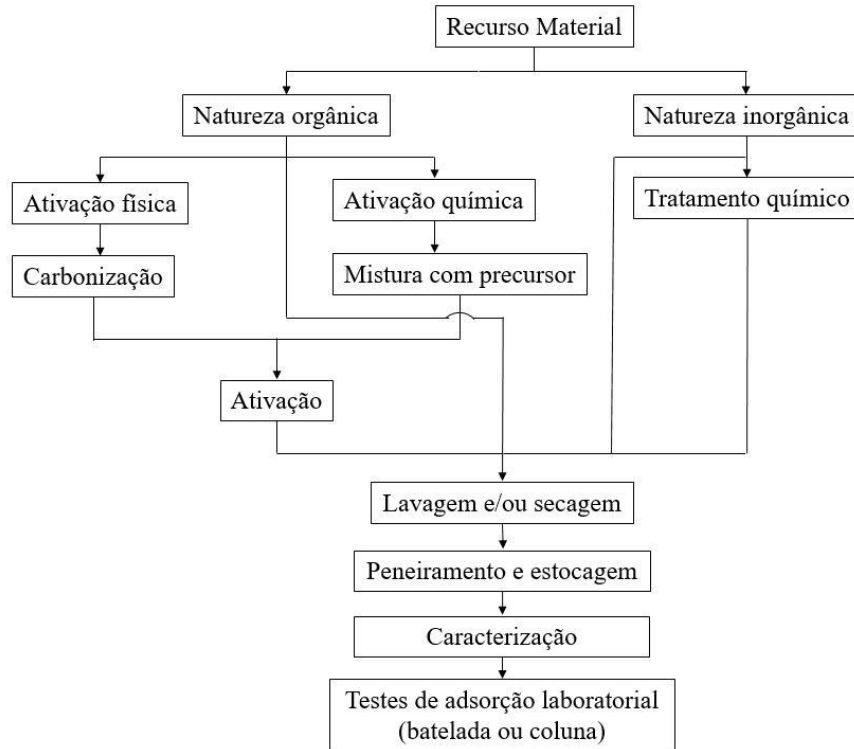 Recurso Material
Natureza orgânica
Natureza inorgânica
Ativação física
Ativação química
Tratamento químico
Carbonização
Mistura com precursor
Ativação
Lavagem e/ou secagem
Peneiramento e estocagem
Caracterização
Testes de adsorção laboratorial
(batelada ou coluna)